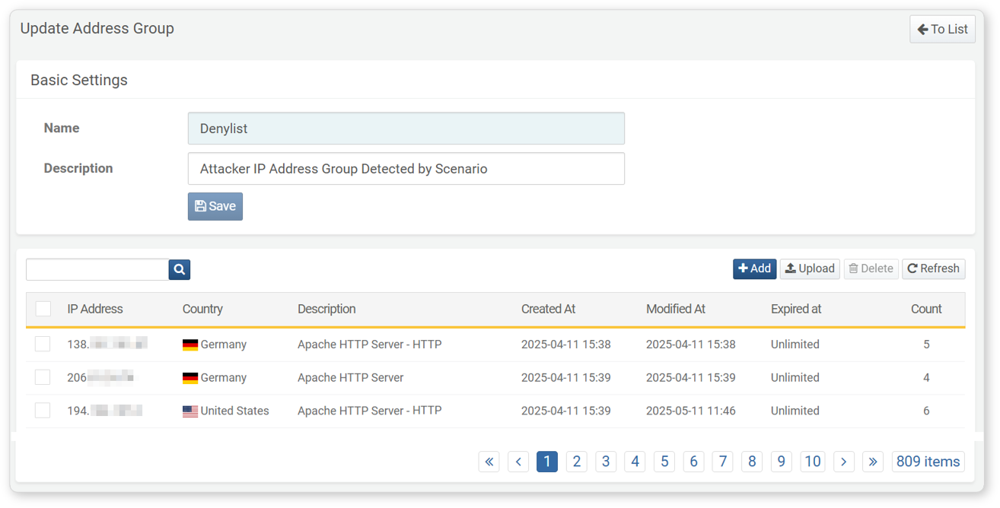 Update Address Group
To List
Basic Settings
Name
Denylist
Description
Attacker IP Address Group Detected by Scenario
Save
Add Upload Delete Refresh
IP Address Country Description Created At Modified At Expired at Count
138. Germany Apache HTTP Server - HTTP 2025-04-11 15:38 2025-04-11 15:38 Unlimited 5
206 Germany Apache HTTP Server 2025-04-11 15:39 2025-04-11 15:39 Unlimited 4
194. United States Apache HTTP Server - HTTP 2025-04-11 15:39 2025-05-11 11:46 Unlimited 6
« ‹ 1 2 3 4 5 6 7 8 9 10 › » 809 items